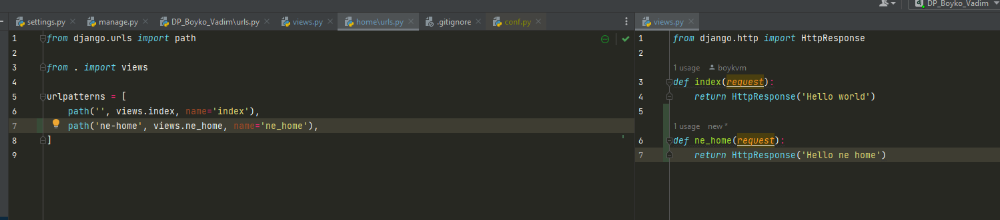 DP_Boyko_Vadim
settings.py manage.py DP_Boyko_Vadim\urls.py views.py home\urls.py .gitignore conf.py views.py
1 from django.urls import path
2
3 from . import views
4
5 urlpatterns = [
6 path('', views.index, name='index'),
7 path('ne-home', views.ne_home, name='ne_home'),
8 ]
9
1 from django.http import HttpResponse
2
1 usage boykvm
3 def index(request):
4 return HttpResponse('Hello world')
5
1 usage new *
6 def ne_home(request):
7 return HttpResponse('Hello ne home')